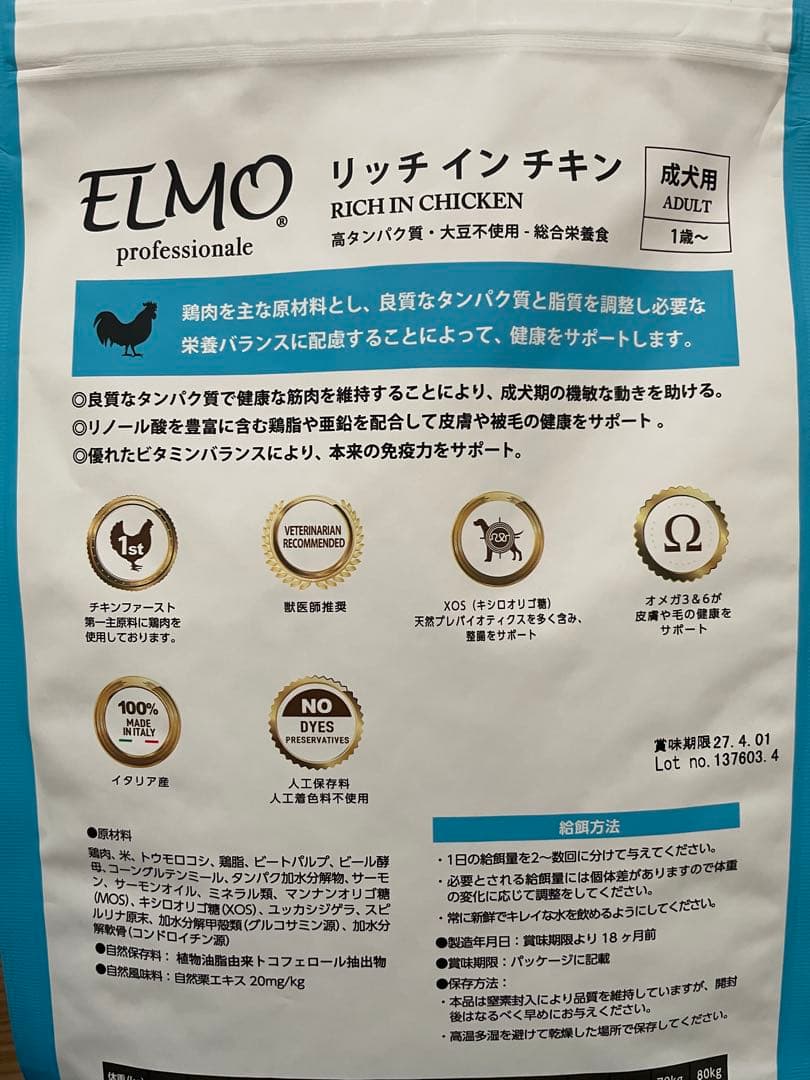 ELMO®
professionale
リッチ イン チキン
RICH IN CHICKEN
高タンパク質・大豆不使用 - 総合栄養食
成犬用
ADULT
1歳～
鶏肉を主な原材料とし、良質なタンパク質と脂質を調整し必要な
栄養バランスに配慮することによって、健康をサポートします。
◎良質なタンパク質で健康な筋肉を維持することにより、成犬期の機敏な動きを助ける。
◎リノール酸を豊富に含む鶏脂や亜鉛を配合して皮膚や被毛の健康をサポート 。
◎優れたビタミンバランスにより、本来の免疫力をサポート。
1st
チキンファースト
第一主原料に鶏肉を
使用しております。
VETERINARIAN
RECOMMENDED
獣医師推奨
XOS（キシロオリゴ糖）
天然プレバイオティクスを多く含み、
整腸をサポート
Ω
オメガ3＆6が
皮膚や毛の健康を
サポート
100%
MADE
IN ITALY
イタリア産
NO
DYES
PRESERVATIVES
人工保存料
人工着色料不使用
賞味期限27.4.01
Lot no.137603.4
●原材料
鶏肉、米、トウモロコシ、鶏脂、ビートパルプ、ビール酵
母、コーングルテンミール、タンパク加水分解物、サーモ
ン、サーモンオイル、ミネラル類、マンナンオリゴ糖
(MOS)、キシロオリゴ糖(XOS)、ユッカシジゲラ、スピ
ルリナ原末、加水分解甲殻類(グルコサミン源)、加水分
解軟骨(コンドロイチン源)
●自然保存料： 植物油脂由来トコフェロール抽出物
●自然風味料：自然栗エキス 20mg/kg
給餌方法
・1日の給餌量を2～数回に分けて与えてください。
・必要とされる給餌量には個体差がありますので体重
の変化に応じて調整をしてください。
・常に新鮮でキレイな水を飲めるようにしてください。
●製造年月日：賞味期限より 18 ヶ月前
●賞味期限：パッケージに記載
●保存方法：
・本品は窒素封入により品質を維持していますが、開封
後はなるべく早めにお与えください。
・高温多湿を避けて乾燥した場所で保存してください。
80kg